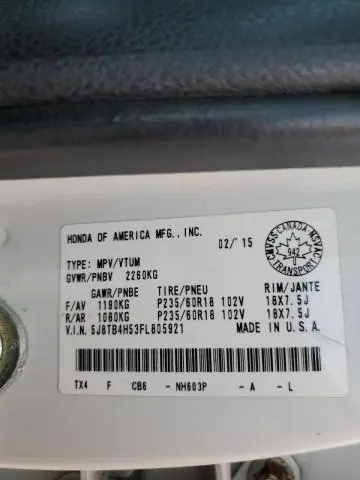 HONDA OF AMERICA MFG., INC.
02/'15
TYPE: MPV/VTUM
GVWR/PNBV 2260KG
GAWR/PNBE TIRE/PNEU RIM/JANTE
F/AV 1190KG P235/60R18 102V 18X7.5J
R/AR 1080KG P235/60R18 102V 18X7.5J
V.I.N. 5J8TB4H53FL805921 MADE IN U.S.A.
TX4 F CB6 -NH603P -A -L
CMVSS CANADA NSVAC
942
TRANSPORT